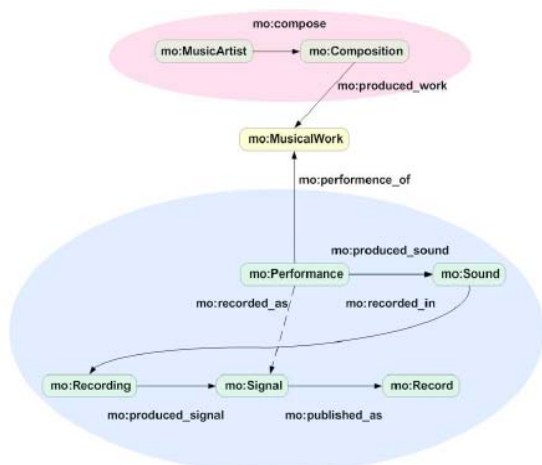 mo:compose
mo:MusicArtist
mo:Composition
mo:produced_work
mo:MusicalWork
mo:performence_of
mo:produced_sound
mo:Performance
mo:Sound
mo:recorded_as
mo:recorded_in
mo:Recording
mo:Signal
mo:Record
mo:produced_signal
mo:published_as